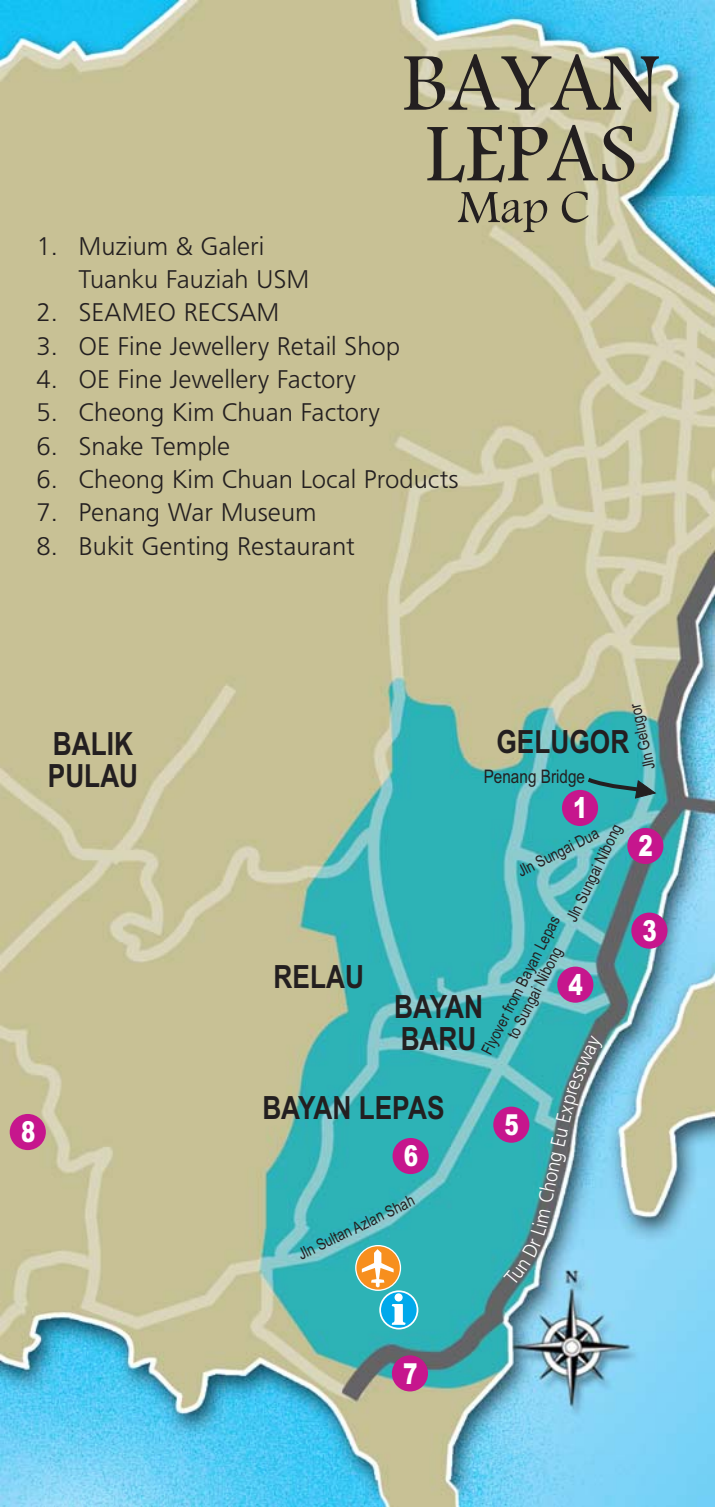 BAYAN
LEPAS
Map C
1. Muzium & Galeri
Tuanku Fauziah USM
2. SEAMEO RECSAM
3. OE Fine Jewellery Retail Shop
4. OE Fine Jewellery Factory
5. Cheong Kim Chuan Factory
6. Snake Temple
6. Cheong Kim Chuan Local Products
7. Penang War Museum
8. Bukit Genting Restaurant
Jln Gelugor
BALIK
PULAU
GELUGOR
Penang Bridge
1
Jln Sungai Dua
Jln Sungai Nibong
2
3
Flyover from Bayan Lepas
to Sungai Nibong
RELAU
4
BAYAN
BARU
Tun Dr Lim Chong Eu Expressway
BAYAN LEPAS
5
8
6
Jln Sultan Azlan Shah
i
N
7